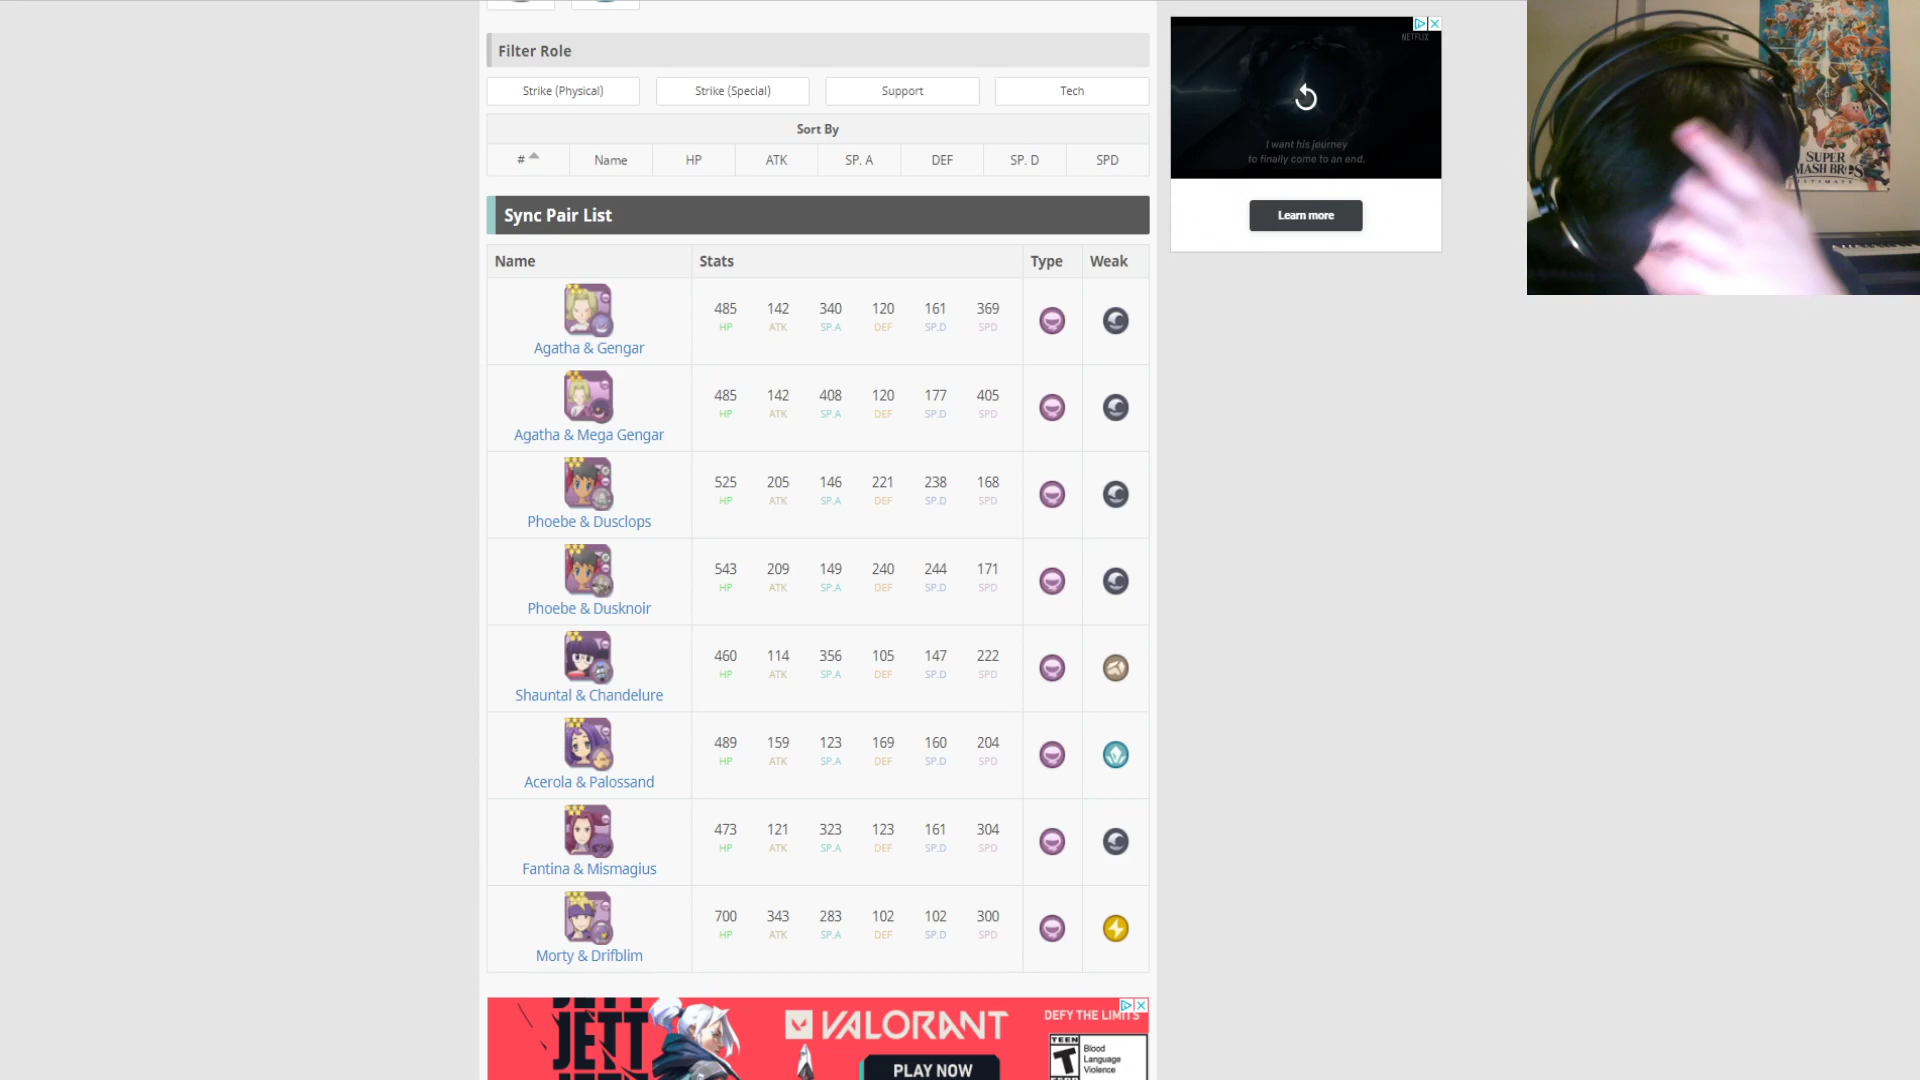 Filter Role
Strike (Physical) Strike (Special) Support Tech
Sort By
# Name HP ATK SP. A DEF SP. D SPD
Sync Pair List
Name Stats Type Weak
485 142 340 120 161 369
HP ATK SP.A DEF SP.D SPD
Agatha & Gengar
485 142 408 120 177 405
HP ATK SP.A DEF SP.D SPD
Agatha & Mega Gengar
525 205 146 221 238 168
HP ATK SP.A DEF SP.D SPD
Phoebe & Dusclops
543 209 149 240 244 171
HP ATK SP.A DEF SP.D SPD
Phoebe & Dusknoir
460 114 356 105 147 222
HP ATK SP.A DEF SP.D SPD
Shauntal & Chandelure
489 159 123 169 160 204
HP ATK SP.A DEF SP.D SPD
Acerola & Palossand
473 121 323 123 161 304
HP ATK SP.A DEF SP.D SPD
Fantina & Mismagius
700 343 283 102 102 300
HP ATK SP.A DEF SP.D SPD
Morty & Drifblim
JETT
VALORANT
PLAY NOW
DEFY THE LIMITS
TEEN
T
Blood
Language
Violence
NETFLIX
I want his journey
to finally come to an end.
Learn more
SUPER
SMASH BROS
ULTIMATE